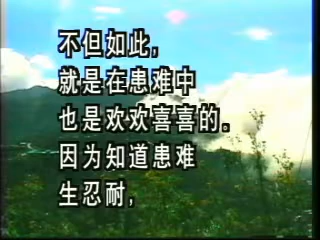 不但如此,
就是在患难中
也是欢欢喜喜的。
因为知道患难
生忍耐,